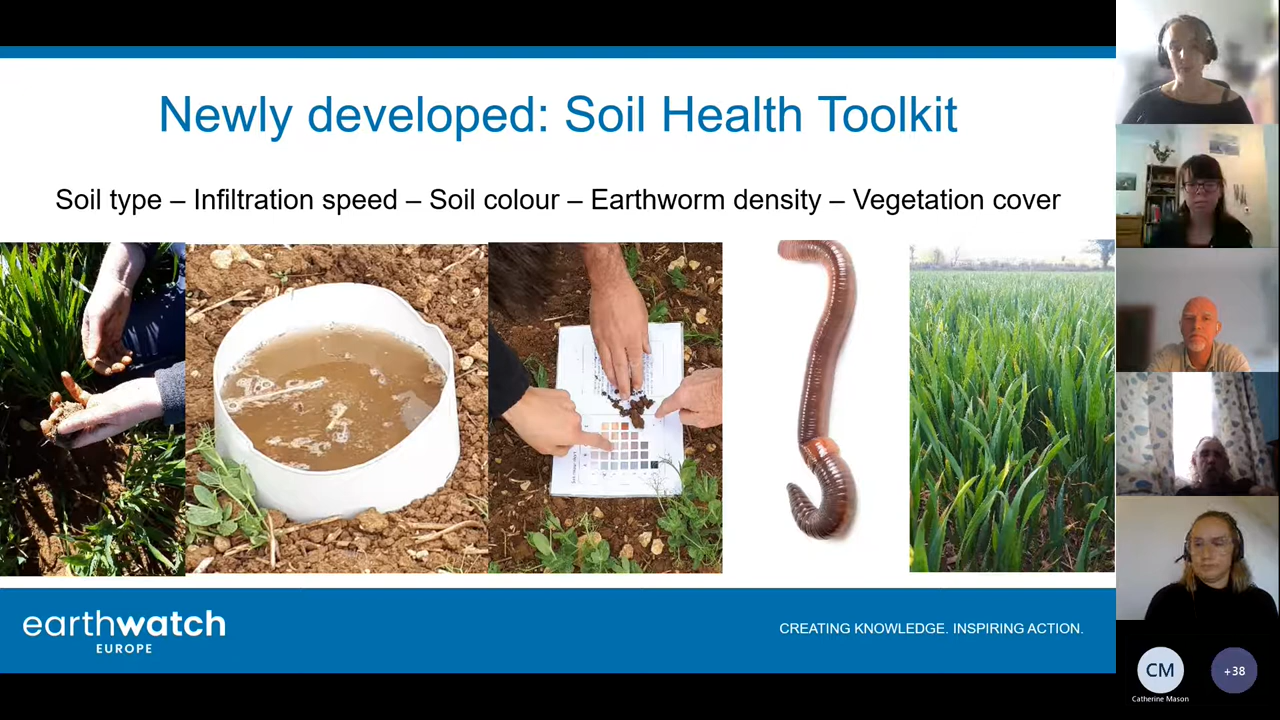 Newly developed: Soil Health Toolkit
Soil type – Infiltration speed – Soil colour – Earthworm density – Vegetation cover
earthwatch
EUROPE
CREATING KNOWLEDGE. INSPIRING ACTION.
CM
+38
Catherine Mason